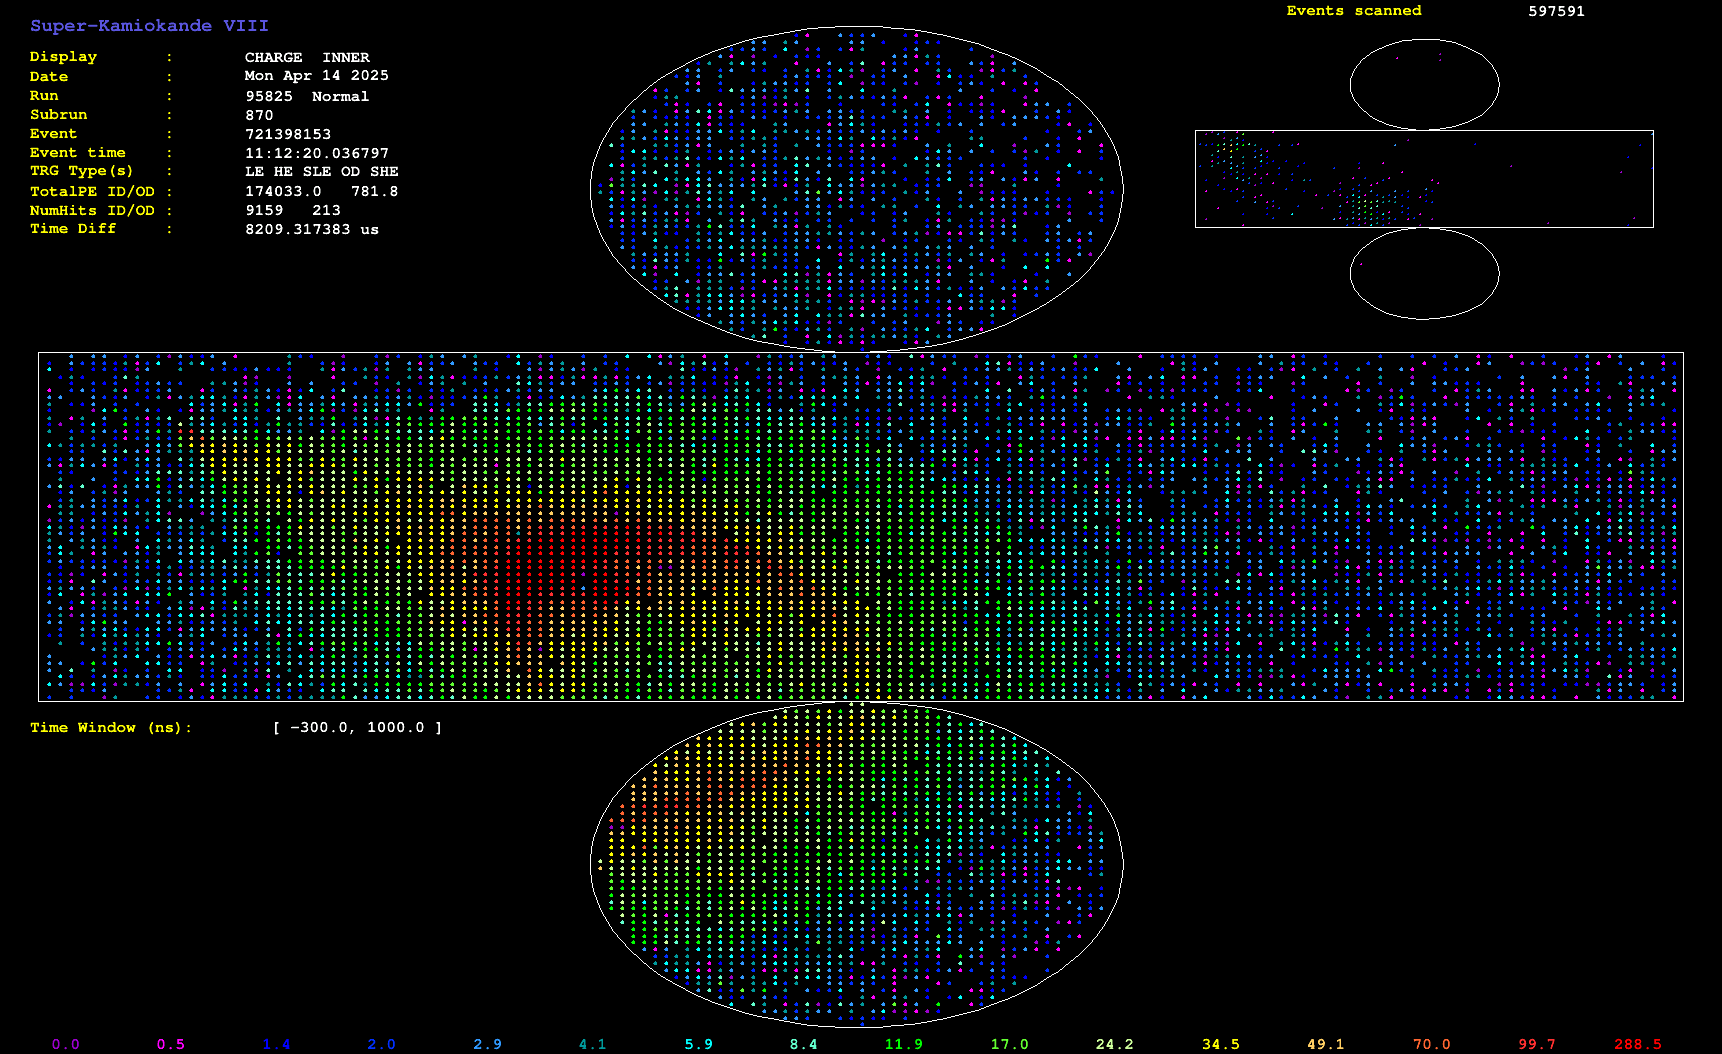 Super-Kamiokande VIII
Events scanned 597591
Display : CHARGE INNER
Date : Mon Apr 14 2025
Run : 95825 Normal
Subrun : 870
Event : 721398153
Event time : 11:12:20.036797
TRG Type(s) : LE HE SLE OD SHE
TotalPE ID/OD : 174033.0 781.8
NumHits ID/OD : 9159 213
Time Diff : 8209.317383 us
Time Window (ns): [ -300.0, 1000.0 ]
0.0 0.5 1.4 2.0 2.9 4.1 5.9 8.4 11.9 17.0 24.2 34.5 49.1 70.0 99.7 288.5